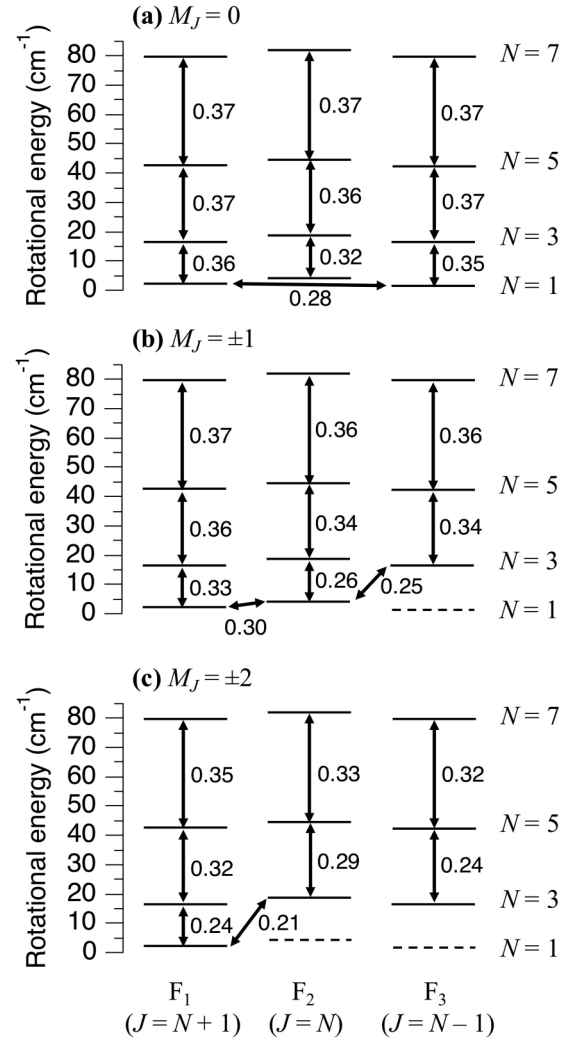 (a) M_J = 0
Rotational energy (cm⁻¹)
80
70
60
50
40
30
20
10
0
0.37
0.37
0.37
0.37
0.36
0.37
0.36
0.32
0.35
0.28
N = 7
N = 5
N = 3
N = 1
(b) M_J = ±1
Rotational energy (cm⁻¹)
80
70
60
50
40
30
20
10
0
0.37
0.36
0.36
0.36
0.34
0.34
0.33
0.26
0.25
0.30
N = 7
N = 5
N = 3
N = 1
(c) M_J = ±2
Rotational energy (cm⁻¹)
80
70
60
50
40
30
20
10
0
0.35
0.33
0.32
0.32
0.29
0.24
0.24
0.21
N = 7
N = 5
N = 3
N = 1
F₁ F₂ F₃
(J = N + 1) (J = N) (J = N – 1)